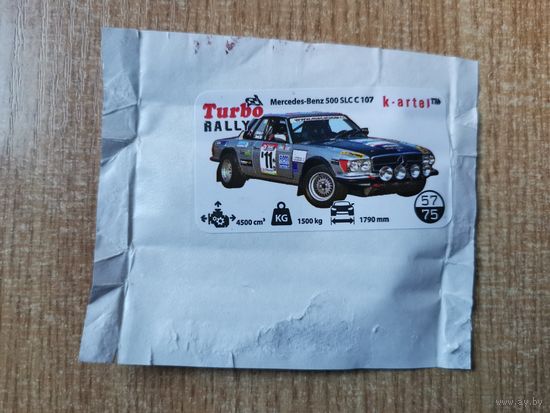 Turbo
RALLY
Mercedes-Benz 500 SLC C 107
k-artel™
11
4500 cm³
KG
1500 kg
1790 mm
57
75
www.ay.by